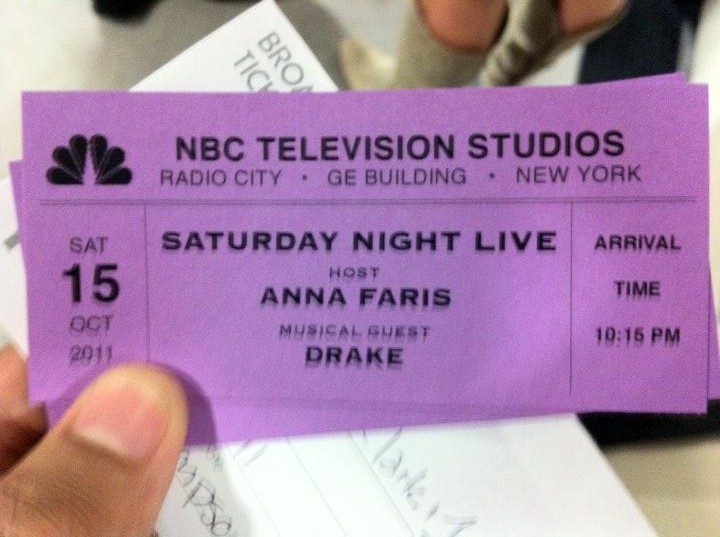 NBC TELEVISION STUDIOS
RADIO CITY · GE BUILDING · NEW YORK
SAT
15
OCT
2011
SATURDAY NIGHT LIVE
HOST
ANNA FARIS
MUSICAL GUEST
DRAKE
ARRIVAL
TIME
10:15 PM